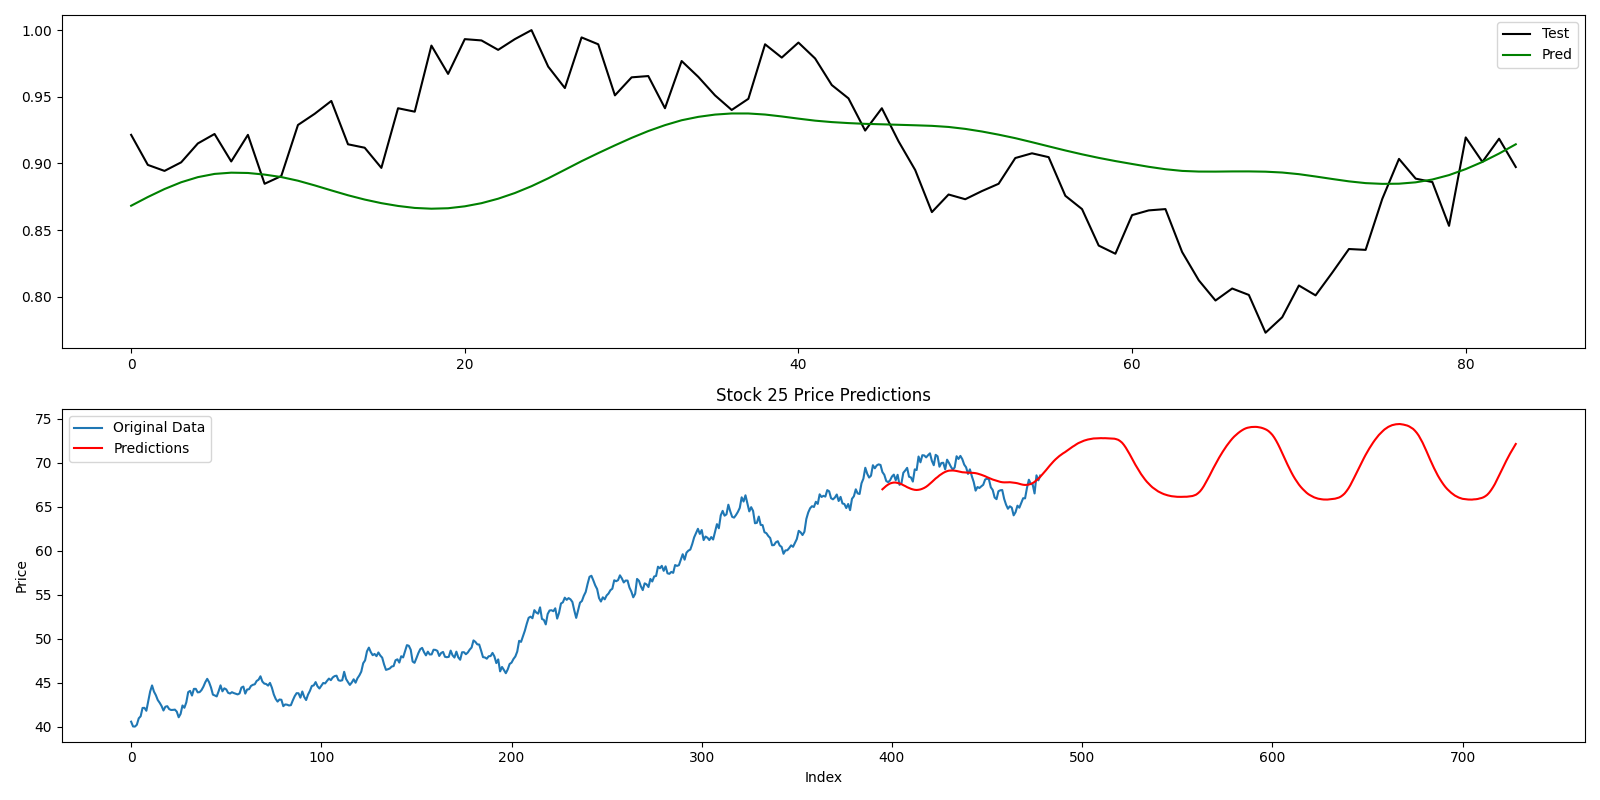 1.00
0.95
0.90
0.85
0.80
Test
Pred
0 20 40 60 80
Stock 25 Price Predictions
75
70
65
60
55
50
45
40
Price
Original Data
Predictions
0 100 200 300 400 500 600 700
Index